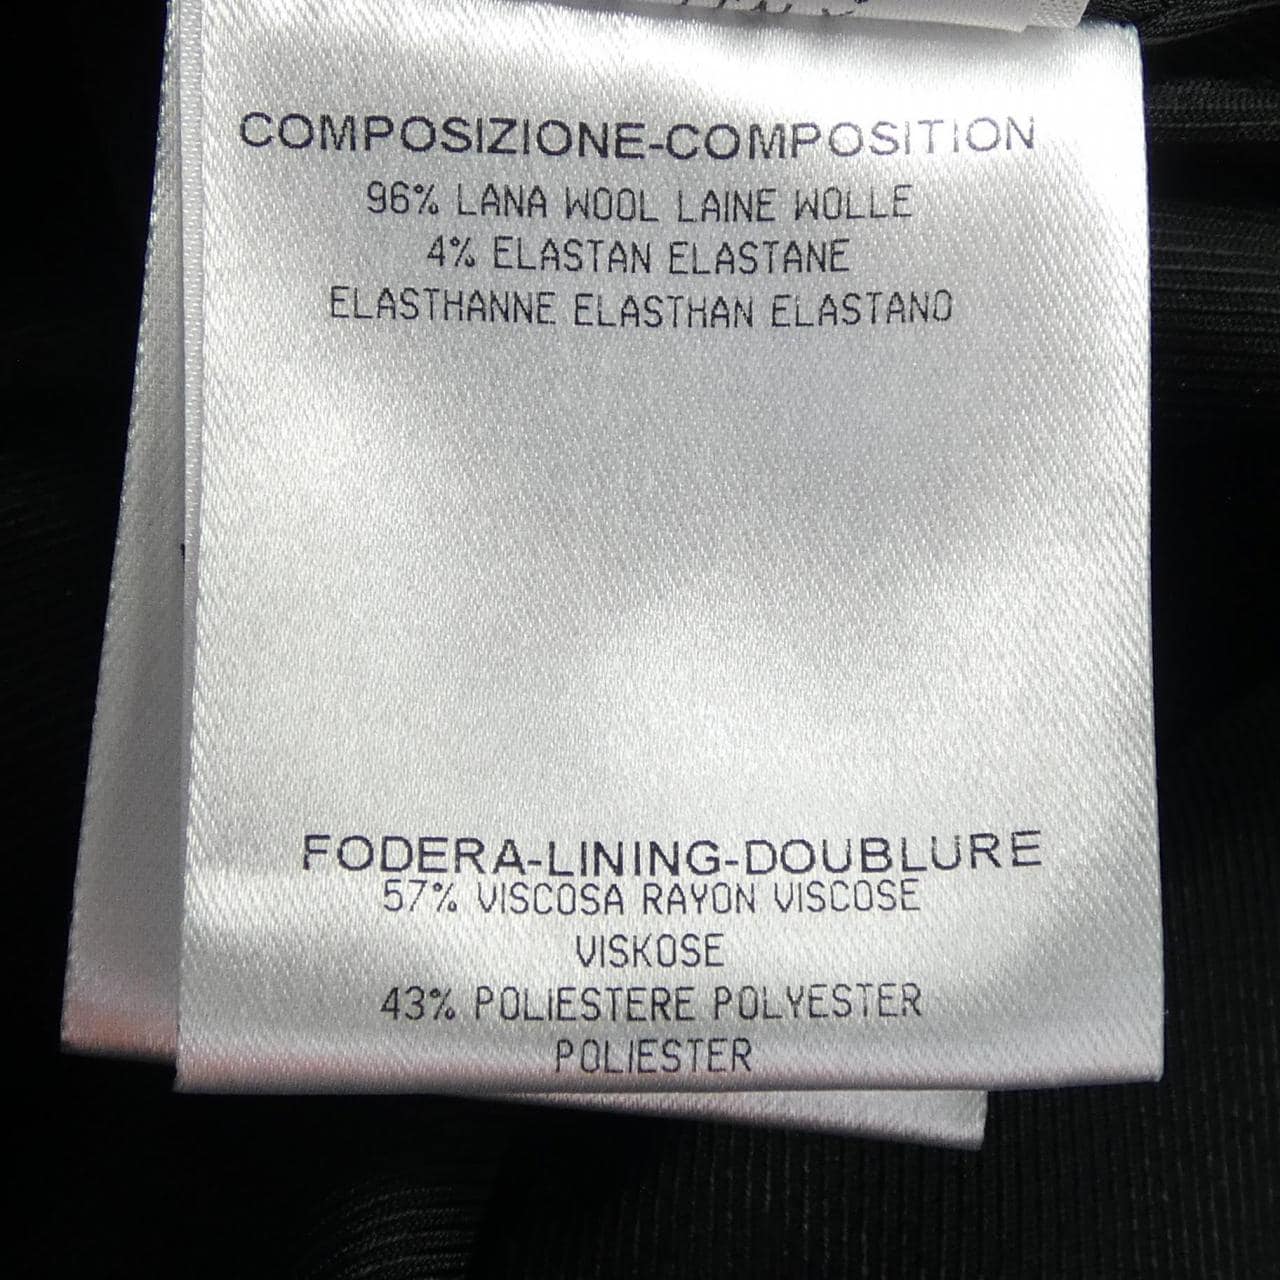 COMPOSIZIONE-COMPOSITION
96% LANA WOOL LAINE WOLLE
4% ELASTAN ELASTANE
ELASTHANNE ELASTHAN ELASTANO
FODERA-LINING-DOUBLURE
57% VISCOSA RAYON VISCOSE
VISKOSE
43% POLIESTERE POLYESTER
POLIESTER